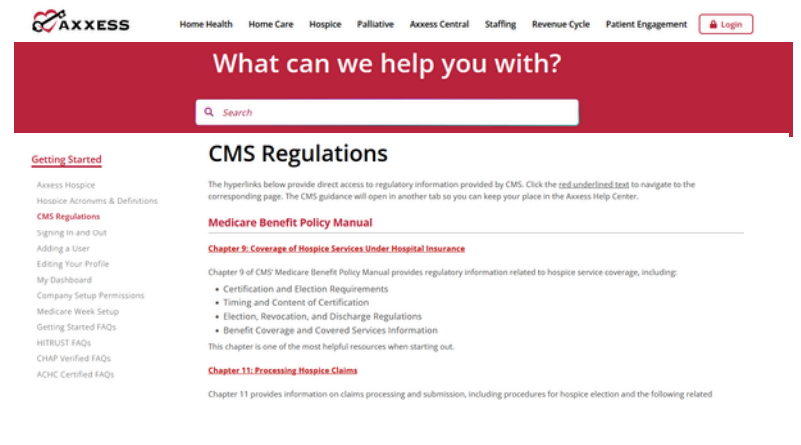 AXXESS
Home Health Home Care Hospice Palliative Axxess Central Staffing Revenue Cycle Patient Engagement Login
What can we help you with?
Search
Getting Started
Axxess Hospice
Hospice Acronyms & Definitions
CMS Regulations
Signing In and Out
Adding a User
Editing Your Profile
My Dashboard
Company Setup Permissions
Medicare Week Setup
Getting Started FAQs
HITRUST FAQs
CHAP Verified FAQs
ACHC Certified FAQs
CMS Regulations
The hyperlinks below provide direct access to regulatory information provided by CMS. Click the red underlined text to navigate to the
corresponding page. The CMS guidance will open in another tab so you can keep your place in the Axxess Help Center.
Medicare Benefit Policy Manual
Chapter 9: Coverage of Hospice Services Under Hospital Insurance
Chapter 9 of CMS' Medicare Benefit Policy Manual provides regulatory information related to hospice service coverage, including:
• Certification and Election Requirements
• Timing and Content of Certification
• Election, Revocation, and Discharge Regulations
• Benefit Coverage and Covered Services Information
This chapter is one of the most helpful resources when starting out.
Chapter 11: Processing Hospice Claims
Chapter 11 provides information on claims processing and submission, including procedures for hospice election and the following related